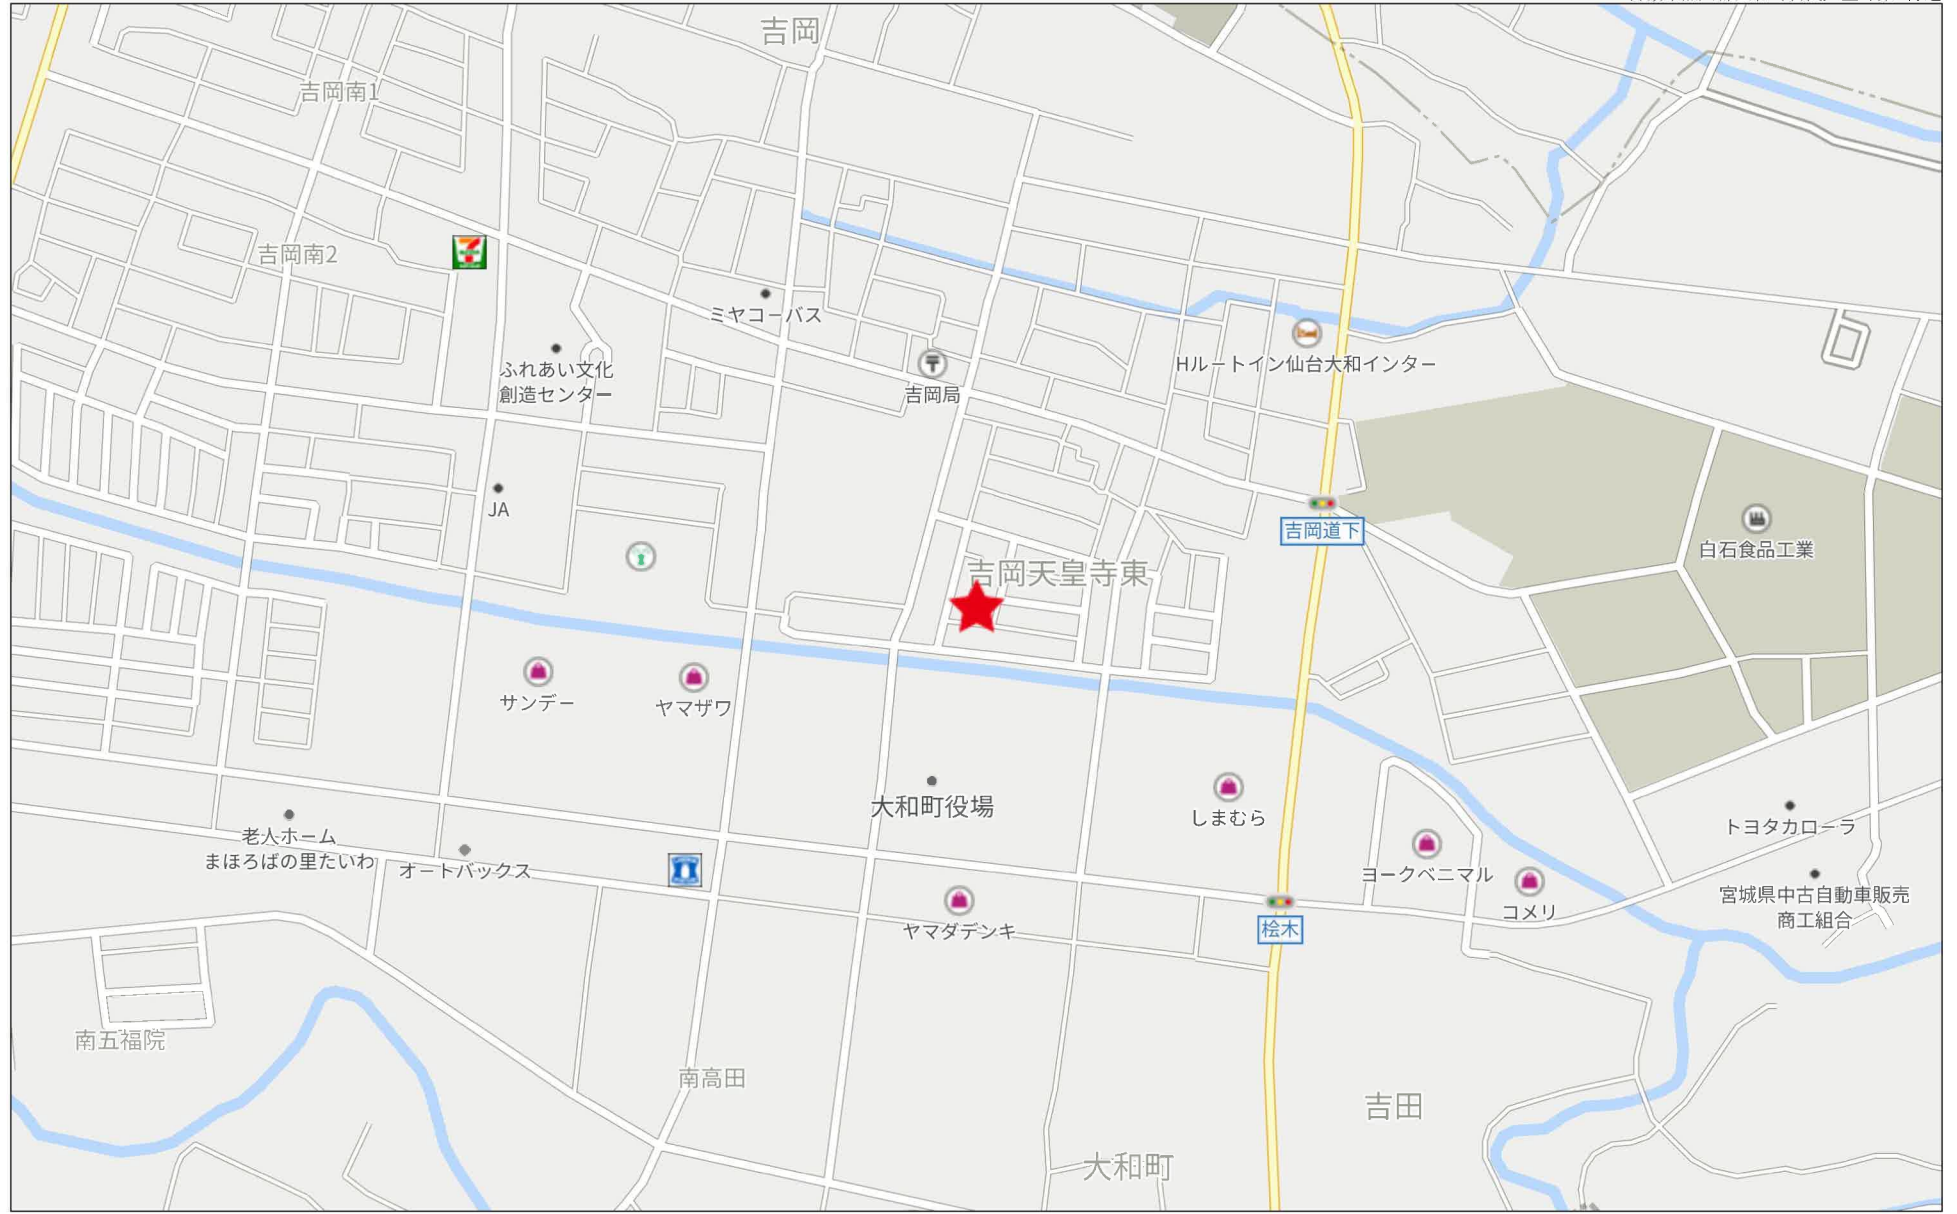 吉岡
吉岡南1
吉岡南2
ミヤコーバス
ふれあい文化
創造センター
吉岡局
Hルートイン仙台大和インター
JA
吉岡道下
白石食品工業
吉岡天皇寺東
サンデー
ヤマザワ
大和町役場
しまむら
老人ホーム
まほろばの里たいわ
オートバックス
ヨークベニマル
コメリ
トヨタカローラ
宮城県中古自動車販売
商工組合
ヤマダデンキ
桧木
南五福院
南高田
吉田
大和町